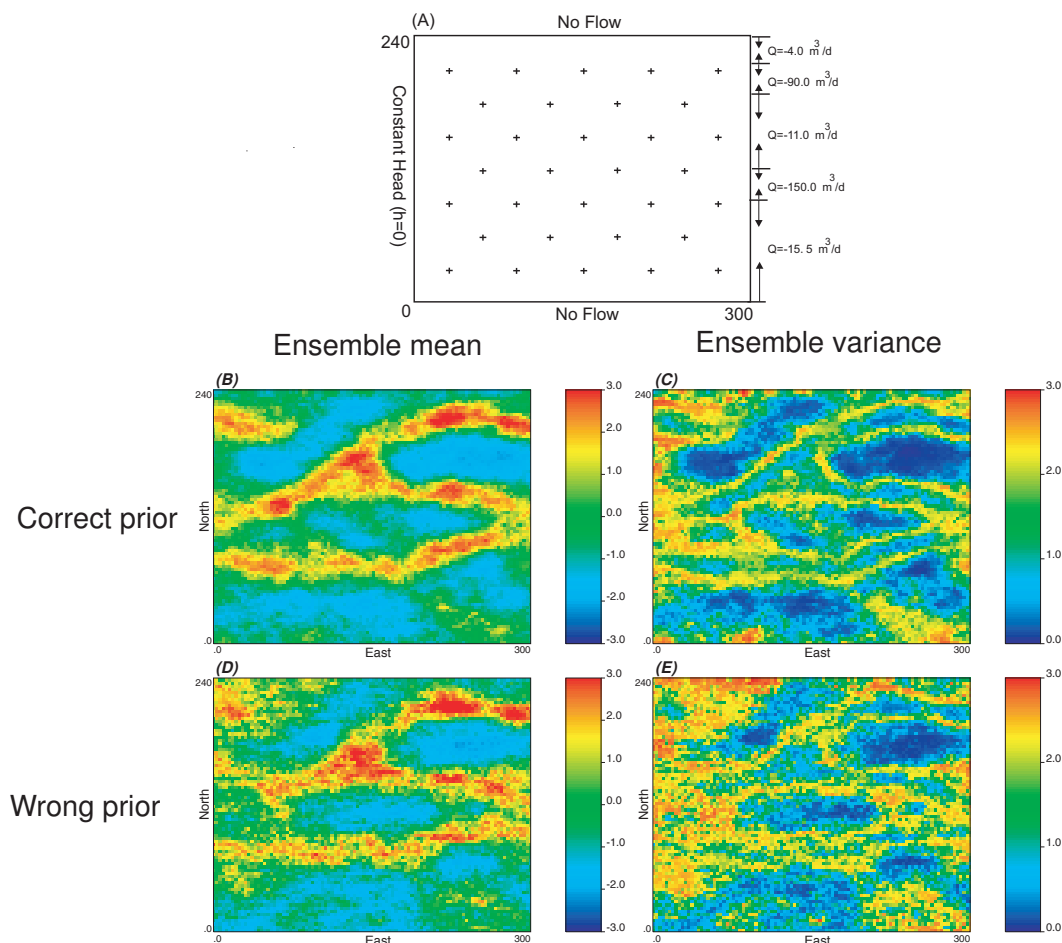 (A)
No Flow
240
Constant Head (h=0)
Q=-4.0 m³/d
Q=-90.0 m³/d
Q=-11.0 m³/d
Q=-150.0 m³/d
Q=-15. 5 m³/d
0
No Flow
300
Ensemble mean
Ensemble variance
(B)
240
North
.0
.0
East
300
3.0
2.0
1.0
0.0
-1.0
-2.0
-3.0
(C)
240
North
.0
.0
East
300
3.0
2.0
1.0
0.0
Correct prior
(D)
240
North
.0
.0
East
300
3.0
2.0
1.0
0.0
-1.0
-2.0
-3.0
(E)
240
North
.0
.0
East
300
3.0
2.0
1.0
0.0
Wrong prior